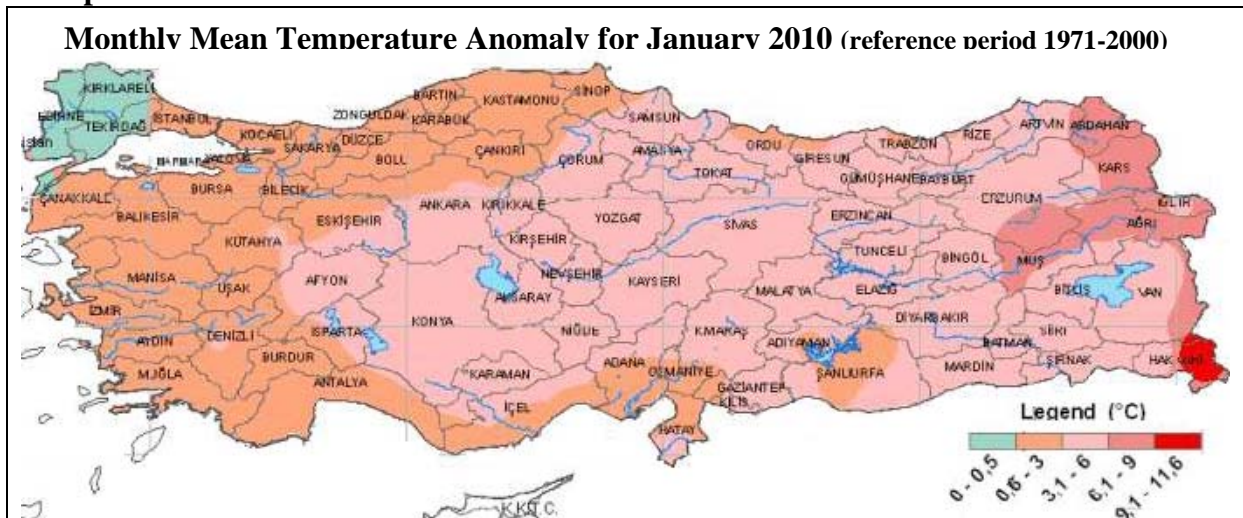 Monthly Mean Temperature Anomaly for January 2010 (reference period 1971-2000)
KIRKLARELİ
EDİRNE
TEKİRDAĞ
İSTANBUL
KOCAELİ
YALOVA
SAKARYA
DÜZCE
ZONGULDAK
BARTIN
KARABÜK
KASTAMONU
SİNOP
BOLU
ÇANKIRI
ÇORUM
SAMSUN
AMASYA
TOKAT
ORDU
GİRESUN
TRABZON
RİZE
ARTVİN
ARDAHAN
KARS
GÜMÜŞHANE
BAYBURT
ERZURUM
IĞDIR
AĞRI
ÇANAKKALE
BURSA
BİLECİK
BALIKESİR
ESKİŞEHİR
ANKARA
KIRIKKALE
YOZGAT
SİVAS
ERZİNCAN
KÜTAHYA
KIRŞEHİR
TUNCELİ
BİNGÖL
MUŞ
MANİSA
UŞAK
AFYON
NEVŞEHİR
AKSARAY
KAYSERİ
MALATYA
ELAZIĞ
BİTLİS
VAN
İZMİR
AYDIN
DENİZLİ
ISPARTA
KONYA
NİĞDE
K.MARAŞ
ADIYAMAN
DİYARBAKIR
BATMAN
SİİRT
ŞIRNAK
HAKKARİ
MUĞLA
BURDUR
ANTALYA
KARAMAN
İÇEL
ADANA
OSMANİYE
GAZİANTEP
KİLİS
ŞANLIURFA
MARDİN
HATAY
K.K.T.C.
Legend (°C)
0 - 0,5
0,6 - 3
3,1 - 6
6,1 - 9
9,1 - 11,6